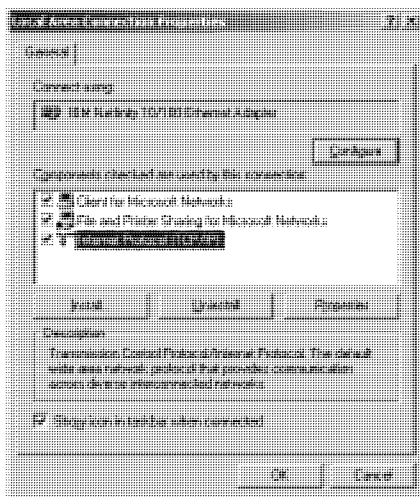 Local Area Connection Properties
General
Connect using:
IBM Netfinity 10/100 Ethernet Adapter
Configure
Components checked are used by this connection:
Client for Microsoft Networks
File and Printer Sharing for Microsoft Networks
Internet Protocol (TCP/IP)
Install
Uninstall
Properties
Description
Transmission Control Protocol/Internet Protocol. The default
wide area network protocol that provides communication
across diverse interconnected networks.
Show icon in taskbar when connected
OK
Cancel